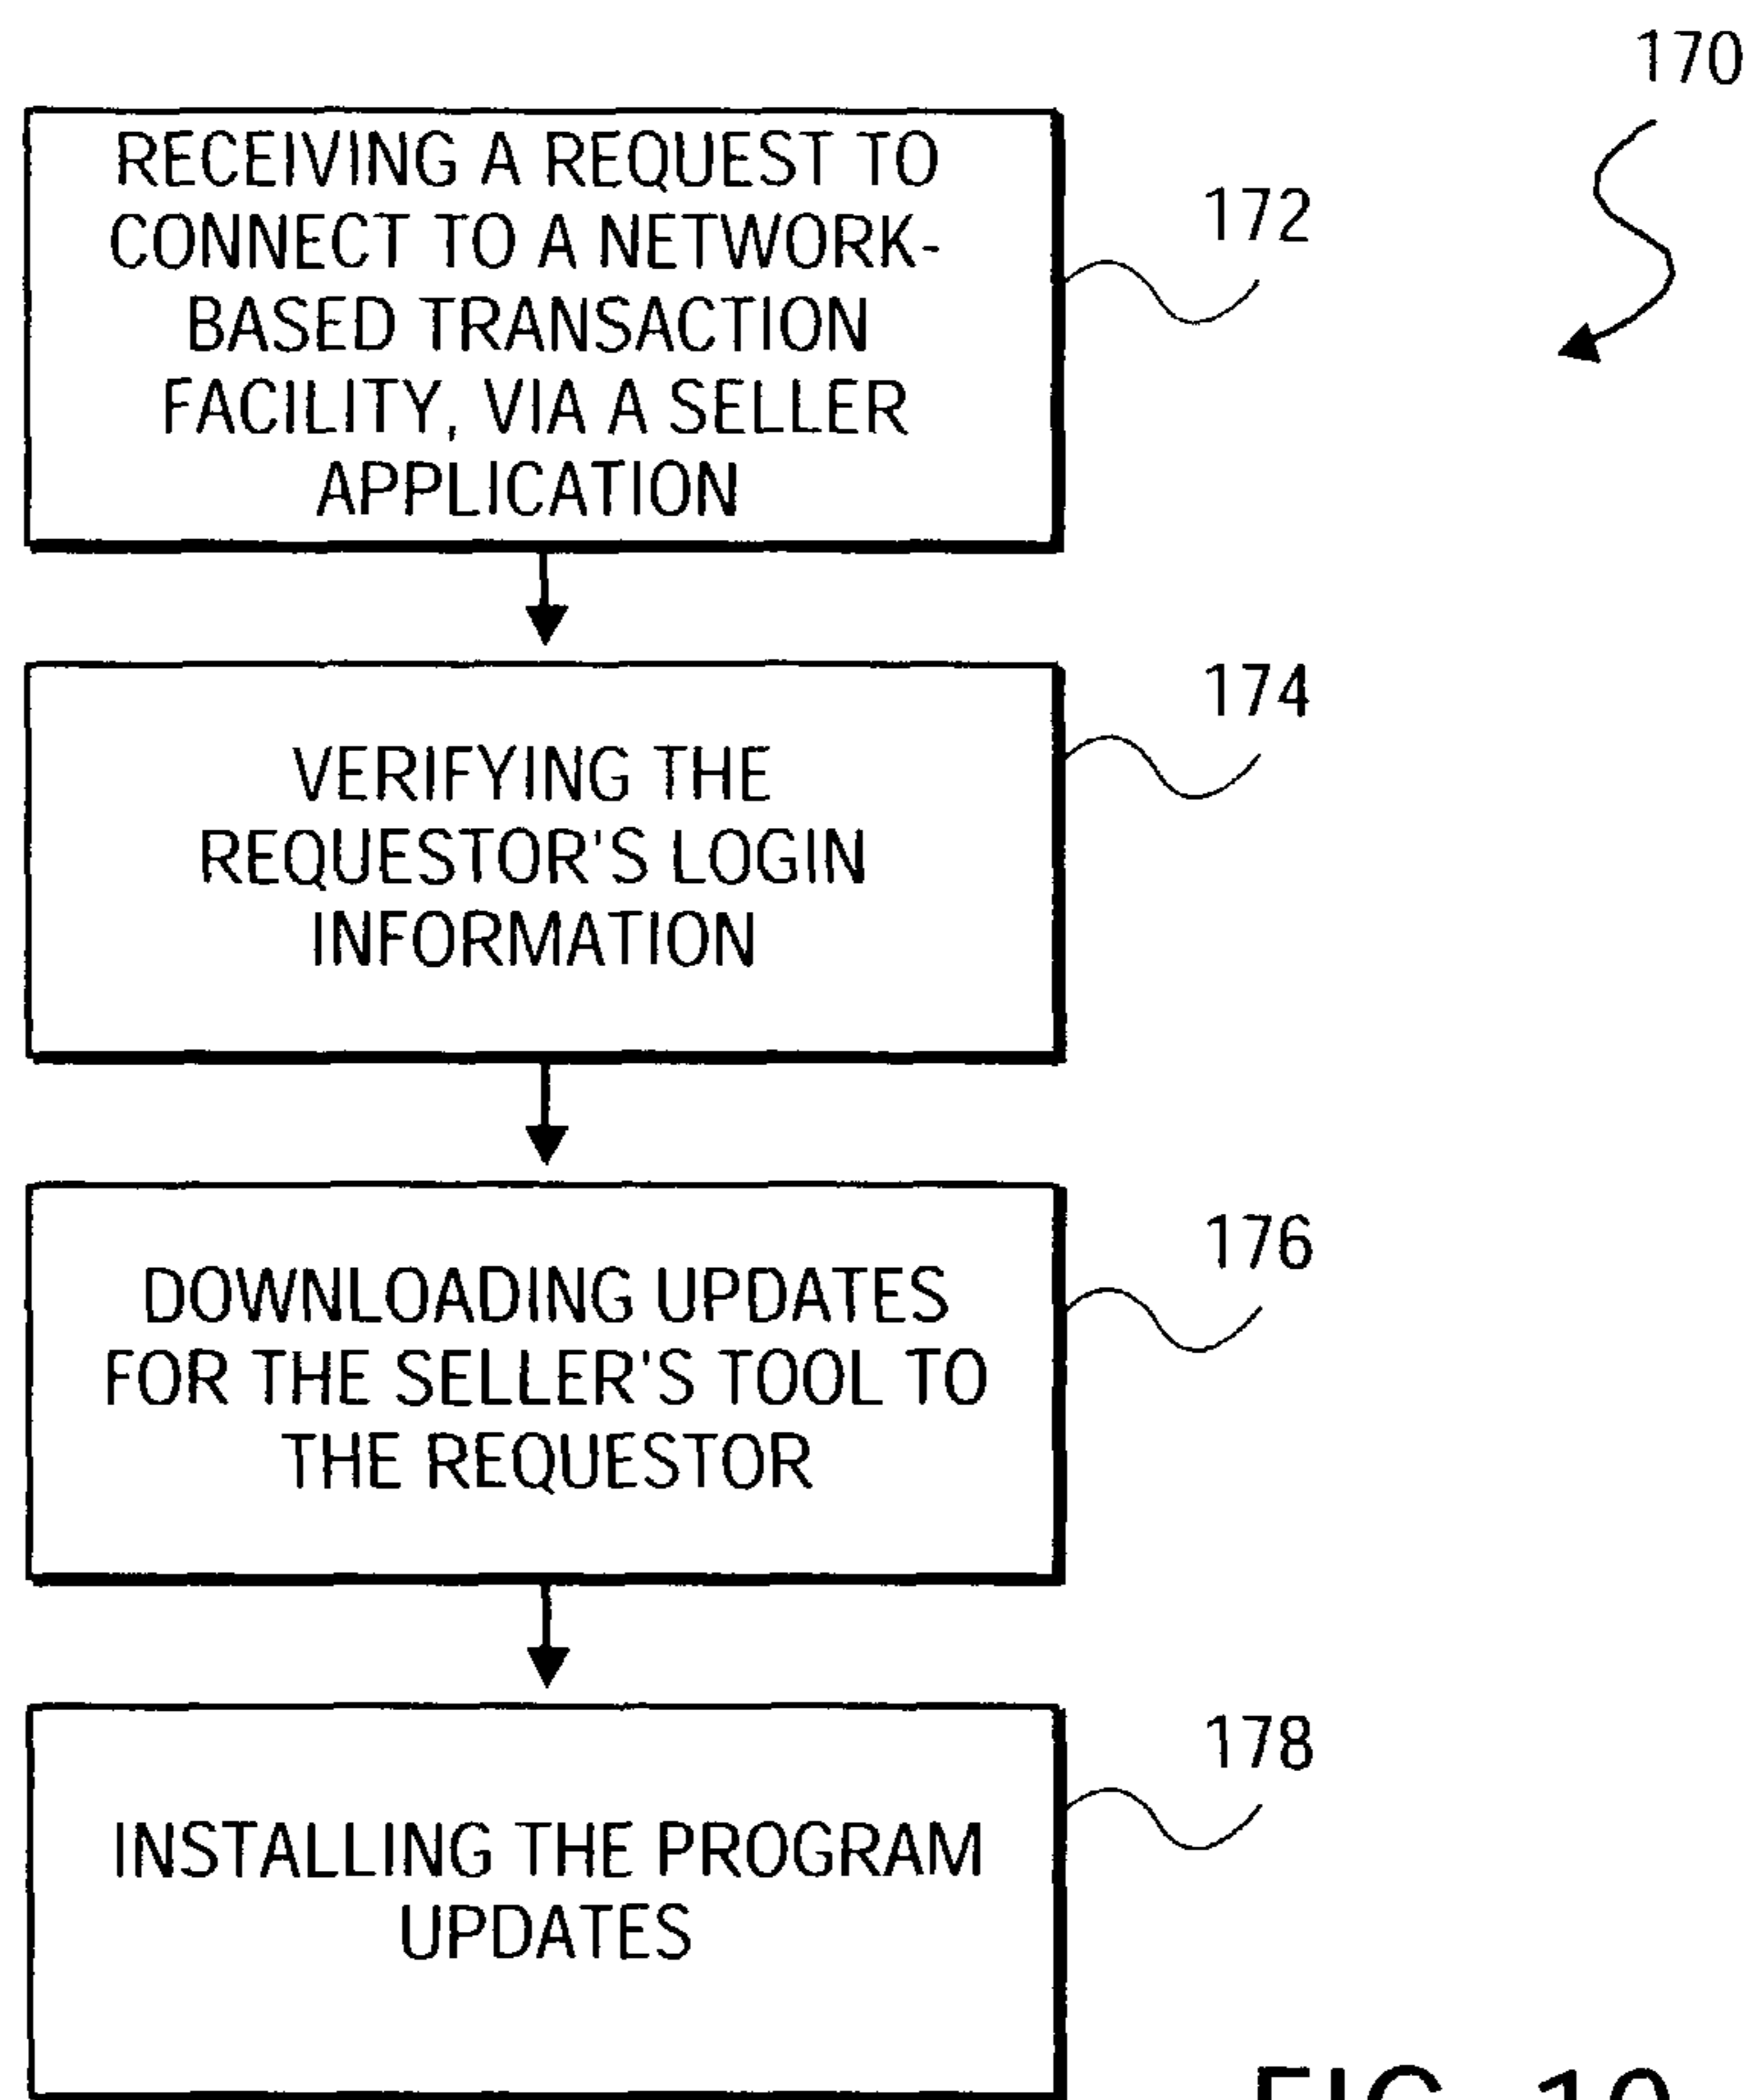 170
RECEIVING A REQUEST TO
CONNECT TO A NETWORK-
BASED TRANSACTION
FACILITY, VIA A SELLER
APPLICATION
172
VERIFYING THE
REQUESTOR'S LOGIN
INFORMATION
174
DOWNLOADING UPDATES
FOR THE SELLER'S TOOL TO
THE REQUESTOR
176
INSTALLING THE PROGRAM
UPDATES
178
FIG.